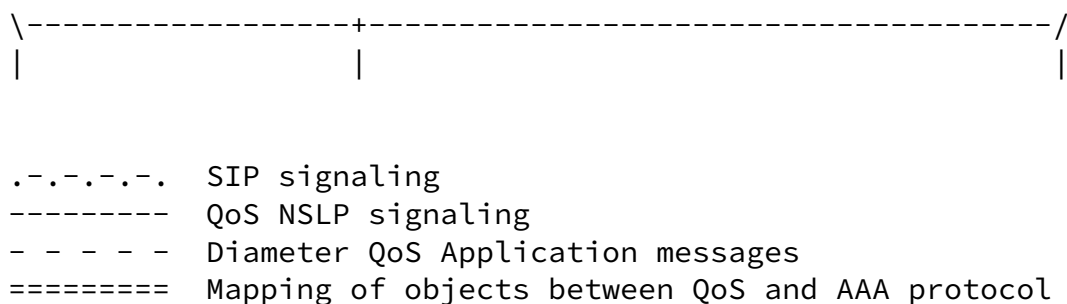 \------------------+--------------------------------------/
|                  |                                      |
.-.-.-.-.  SIP signaling
---------  QoS NSLP signaling
- - - - -  Diameter QoS Application messages
=========  Mapping of objects between QoS and AAA protocol